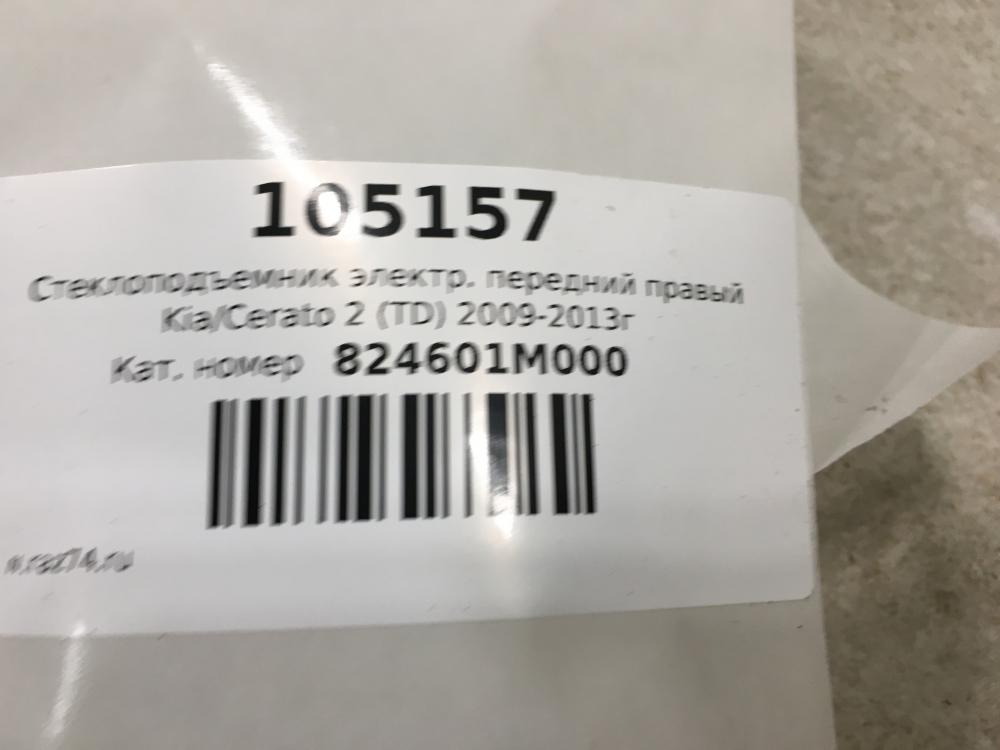 105157
Стеклоподъемник электр. передний правый
Kia/Cerato 2 (TD) 2009-2013г
Кат. номер 824601M000